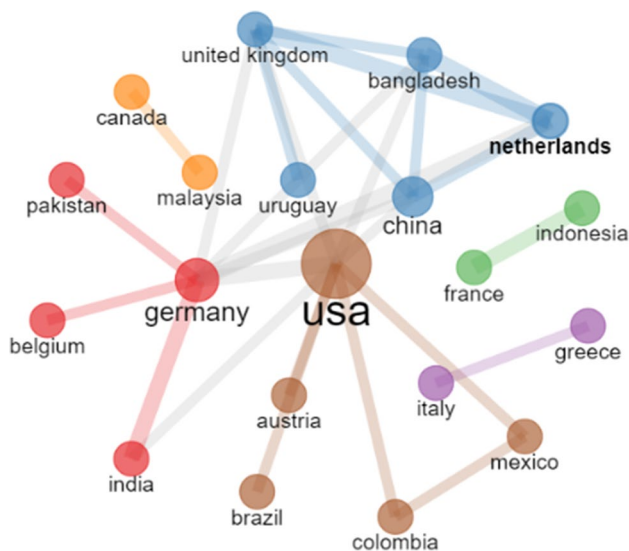 united kingdom
bangladesh
canada
netherlands
malaysia
pakistan
uruguay
china
indonesia
france
germany
usa
belgium
greece
italy
austria
mexico
india
brazil
colombia